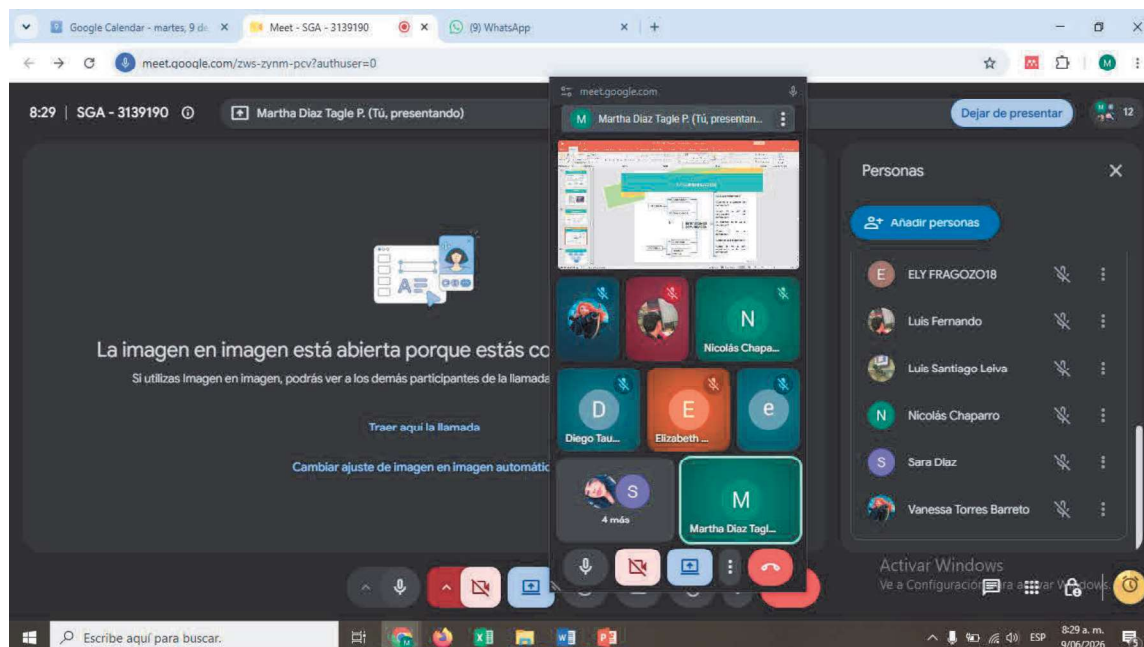 Google Calendar - martes, 9 de
Meet - SGA - 3139190
(9) WhatsApp
meet.google.com/zws-zynm-pcv?authuser=0
M
meet.google.com
8:29 | SGA - 3139190
Martha Diaz Tagle P. (Tú, presentando)
M Martha Diaz Tagle P. (Tú, presentan...
Dejar de presentar
12
La imagen en imagen está abierta porque estás co
Si utilizas Imagen en imagen, podrás ver a los demás participantes de la llamada
Traer aquí la llamada
Cambiar ajuste de imagen en imagen automátic
N
Nicolás Chapa...
D
Diego Tau...
E
Elizabeth ...
e
S
4 más
M
Martha Diaz Tagl...
Personas
Añadir personas
E ELY FRAGOZO18
Luis Fernando
Luis Santiago Leiva
N Nicolás Chaparro
S Sara Díaz
Vanessa Torres Barreto
Activar Windows
Ve a Configuración para activar Windows.
Escribe aquí para buscar.
ESP
8:29 a. m.
9/06/2026
5